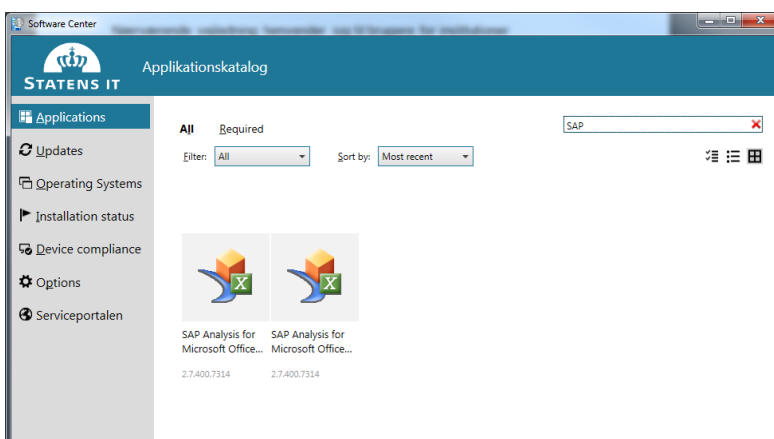 Software Center
STATENS IT
Applikationskatalog
Applications
Updates
Operating Systems
Installation status
Device compliance
Options
Serviceportalen
All Required
SAP
Filter: All Sort by: Most recent
SAP Analysis for
Microsoft Office...
2.7.400.7314
SAP Analysis for
Microsoft Office...
2.7.400.7314